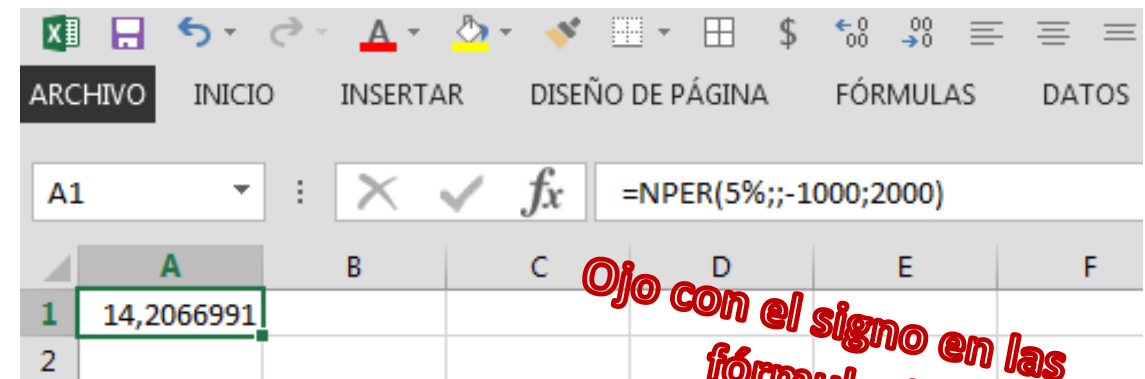 ARCHIVO INICIO INSERTAR DISEÑO DE PÁGINA FÓRMULAS DATOS
A1 fx =NPER(5%;;-1000;2000)
A B C D E F
1 14,2066991
2
Ojo con el signo en las